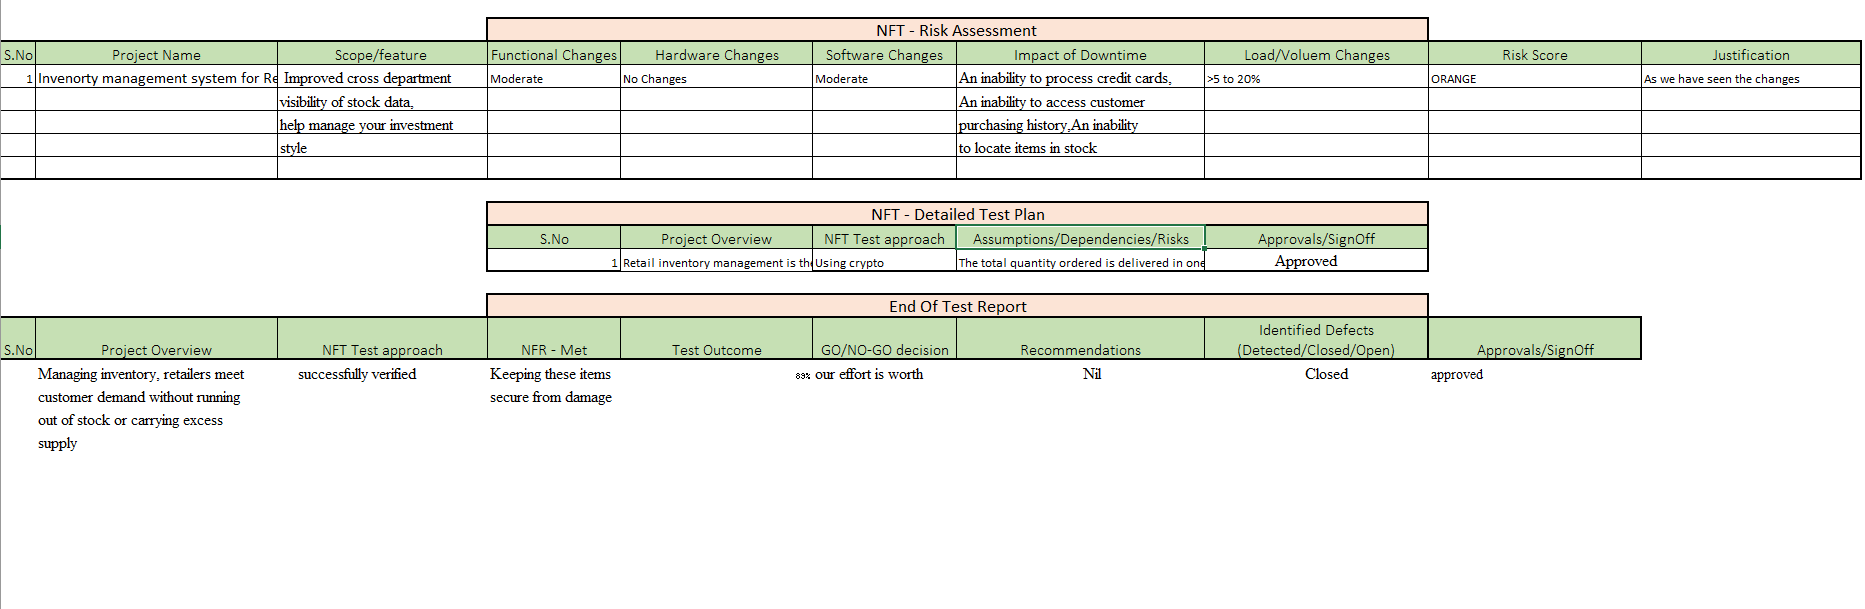 NFT - Risk Assessment
S.No Project Name Scope/feature Functional Changes Hardware Changes Software Changes Impact of Downtime Load/Voluem Changes Risk Score Justification
1 Invenorty management system for Re Improved cross department Moderate No Changes Moderate An inability to process credit cards, >5 to 20% ORANGE As we have seen the changes
visibility of stock data, An inability to access customer
help manage your investment purchasing history,An inability
style to locate items in stock
NFT - Detailed Test Plan
S.No Project Overview NFT Test approach Assumptions/Dependencies/Risks Approvals/SignOff
1 Retail inventory management is the Using crypto The total quantity ordered is delivered in one Approved
End Of Test Report
Identified Defects
S.No Project Overview NFT Test approach NFR - Met Test Outcome GO/NO-GO decision Recommendations (Detected/Closed/Open) Approvals/SignOff
Managing inventory, retailers meet successfully verified Keeping these items 89% our effort is worth Nil Closed approved
customer demand without running secure from damage
out of stock or carrying excess
supply